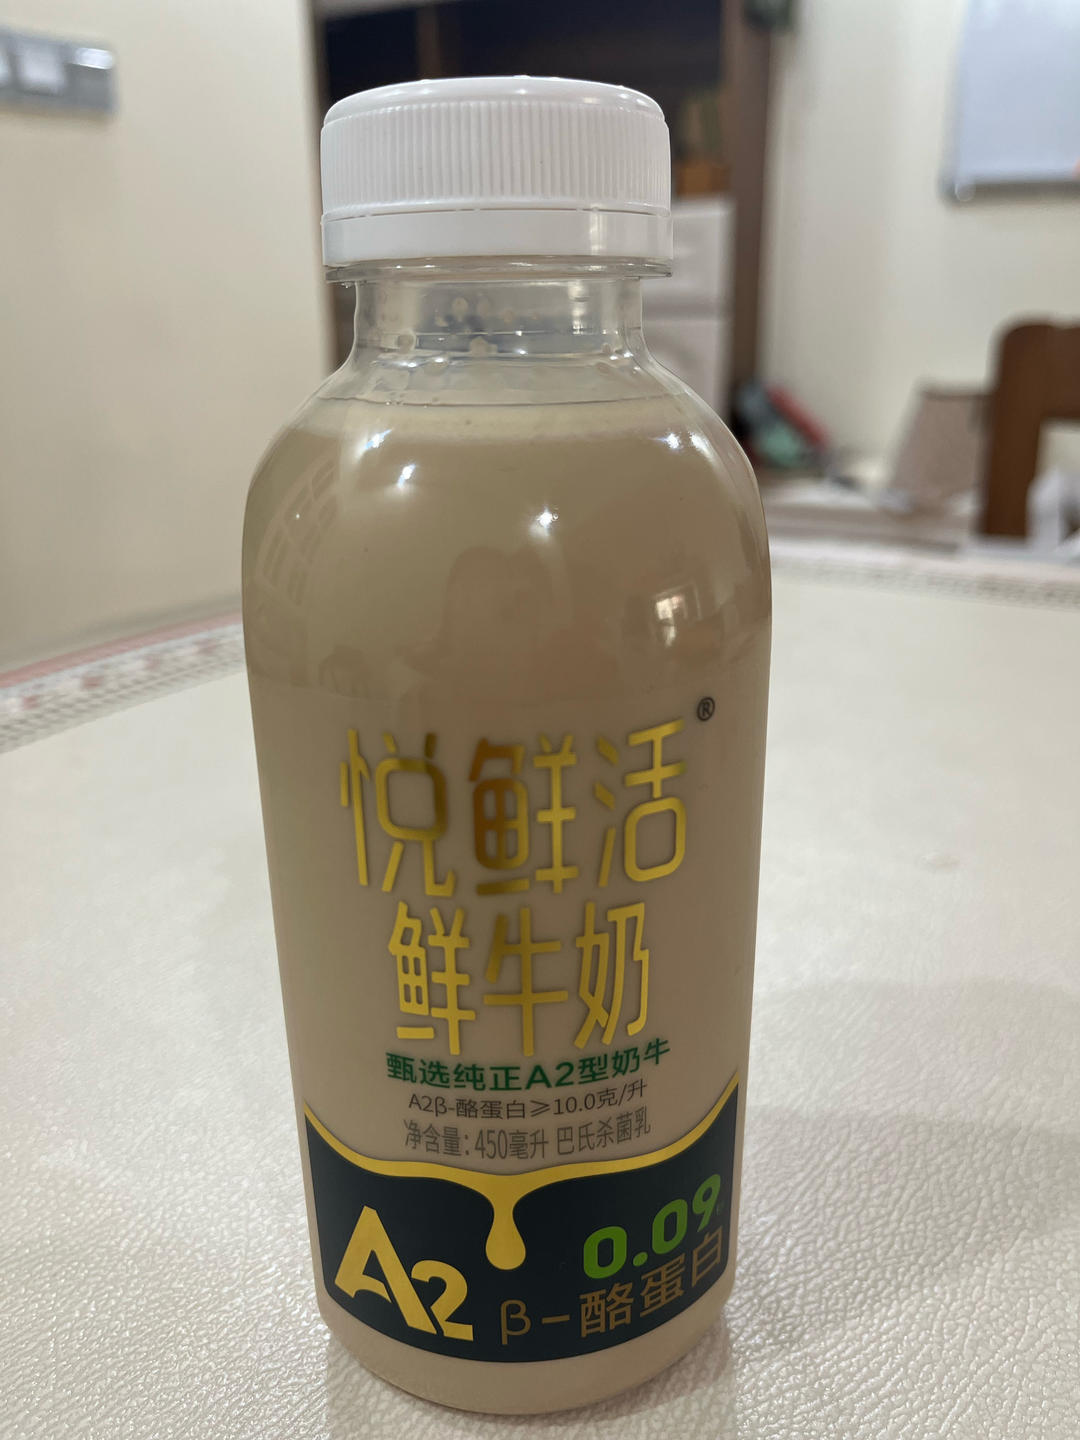 悦鲜活®
鲜牛奶
甄选纯正A2型奶牛
A2β-酪蛋白≥10.0克/升
净含量:450毫升 巴氏杀菌乳
A2
0.09
β-酪蛋白